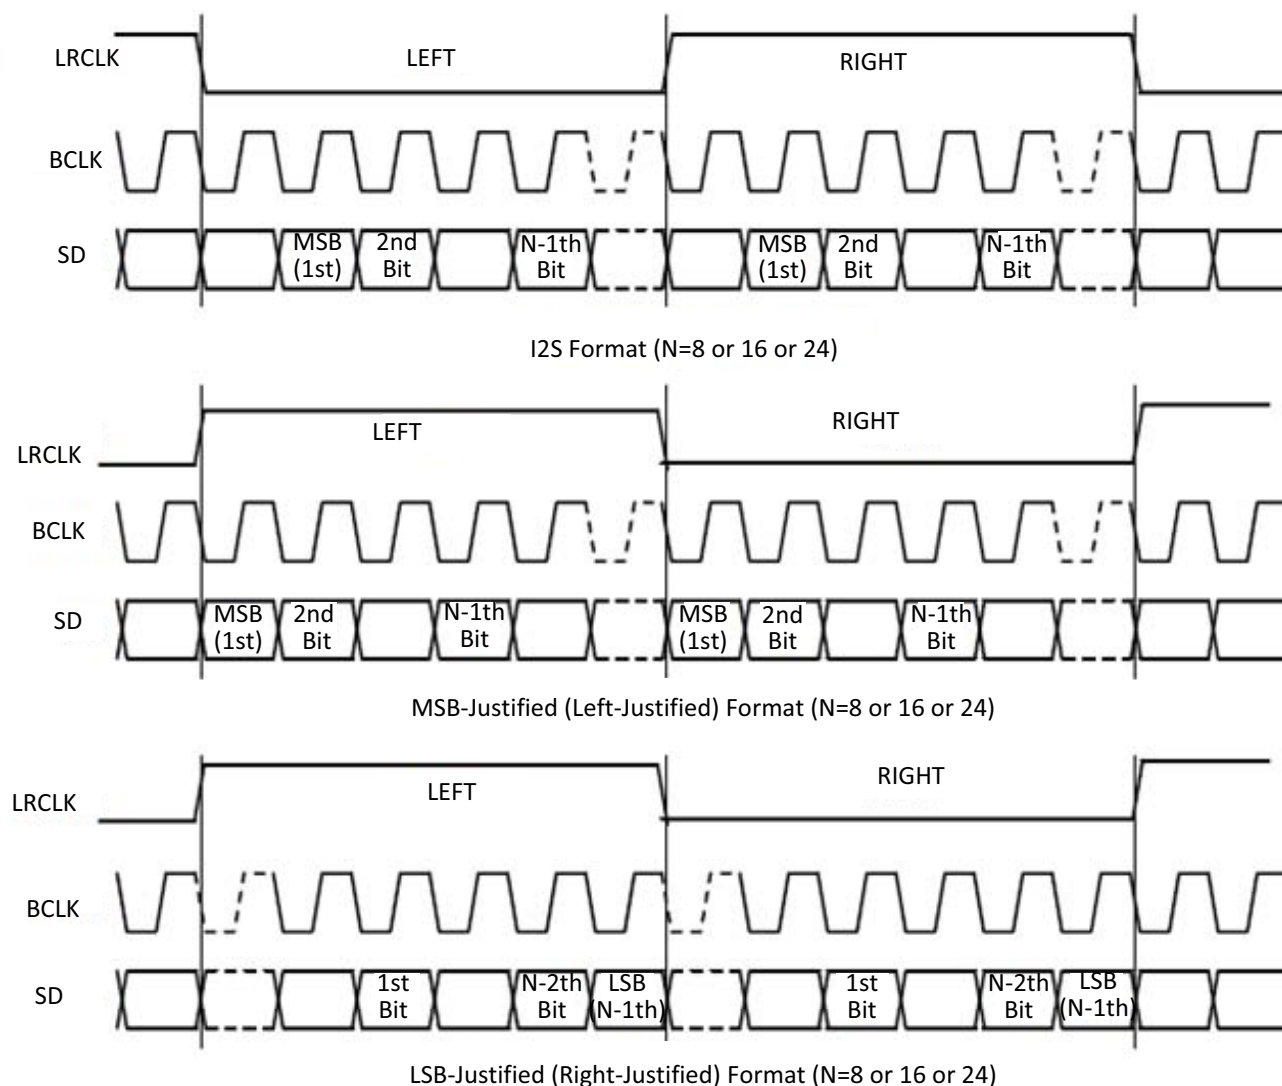 LRCLK
LEFT
RIGHT
BCLK
SD
MSB
(1st)
2nd
Bit
N-1th
Bit
MSB
(1st)
2nd
Bit
N-1th
Bit
I2S Format (N=8 or 16 or 24)
LRCLK
LEFT
RIGHT
BCLK
SD
MSB
(1st)
2nd
Bit
N-1th
Bit
MSB
(1st)
2nd
Bit
N-1th
Bit
MSB-Justified (Left-Justified) Format (N=8 or 16 or 24)
LRCLK
LEFT
RIGHT
BCLK
SD
1st
Bit
N-2th
Bit
LSB
(N-1th)
1st
Bit
N-2th
Bit
LSB
(N-1th)
LSB-Justified (Right-Justified) Format (N=8 or 16 or 24)